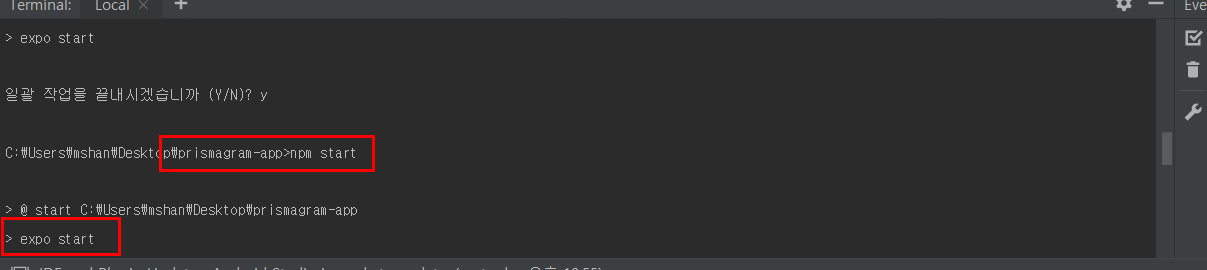 Terminal: Local × +
Eve
> expo start
일괄 작업을 끝내시겠습니까 (Y/N)? y
C:₩Users₩mshan₩Desktop₩prismagram-app>npm start
> @ start C:₩Users₩mshan₩Desktop₩prismagram-app
> expo start